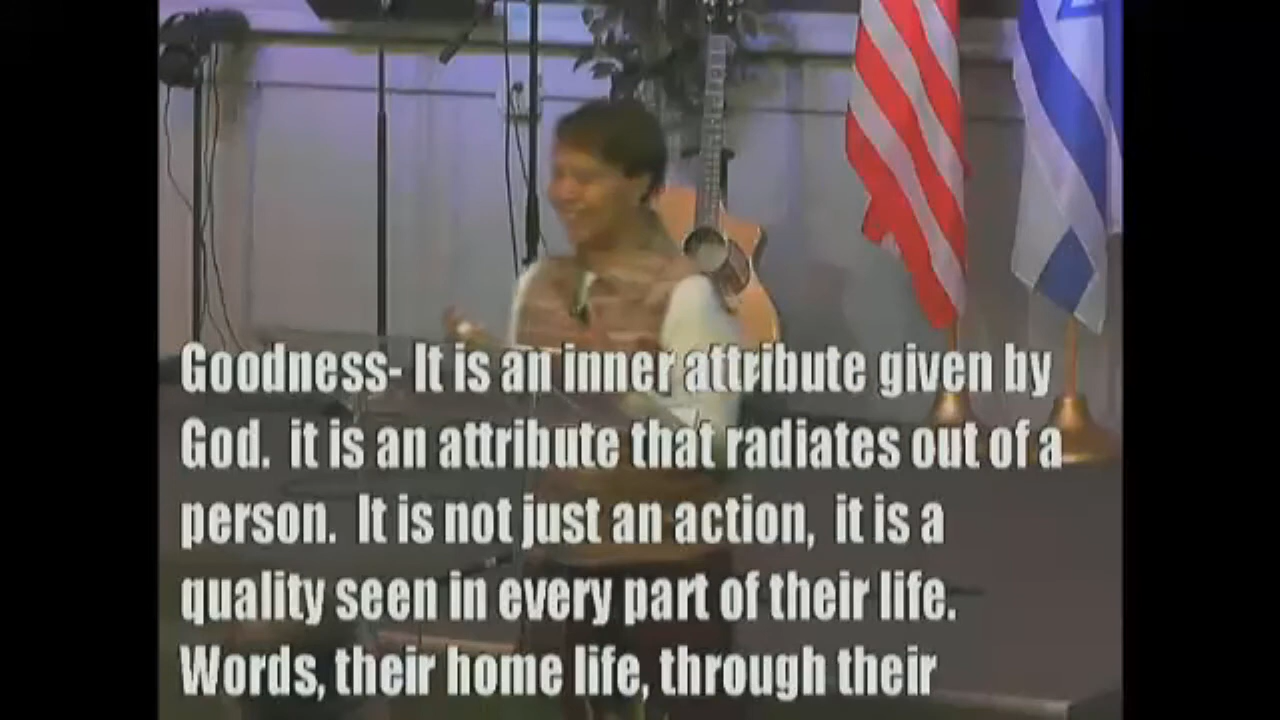 Goodness- It is an inner attribute given by
God.  it is an attribute that radiates out of a
person.  It is not just an action,  it is a
quality seen in every part of their life.
Words, their home life, through their